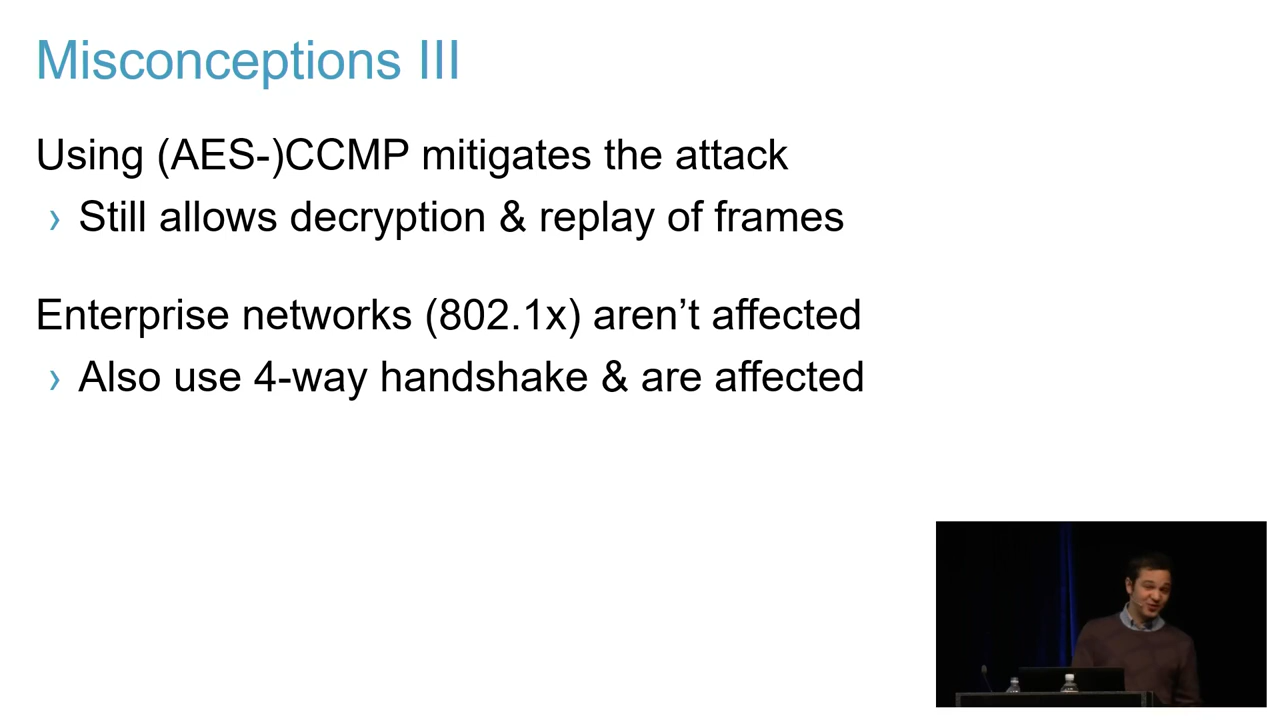 Misconceptions III
Using (AES-)CCMP mitigates the attack
› Still allows decryption & replay of frames
Enterprise networks (802.1x) aren’t affected
› Also use 4-way handshake & are affected